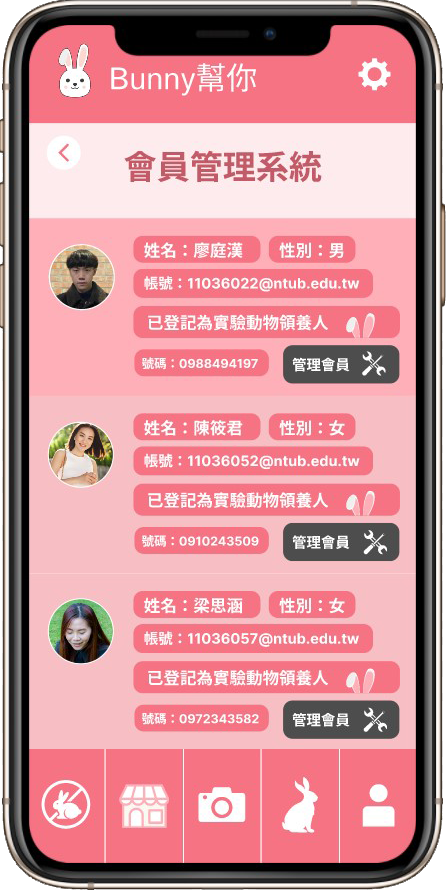 Bunny幫你
會員管理系統
姓名：廖庭漢 性別：男
帳號：11036022@ntub.edu.tw
已登記為實驗動物領養人
號碼：0988494197 管理會員
姓名：陳筱君 性別：女
帳號：11036052@ntub.edu.tw
已登記為實驗動物領養人
號碼：0910243509 管理會員
姓名：梁思涵 性別：女
帳號：11036057@ntub.edu.tw
已登記為實驗動物領養人
號碼：0972343582 管理會員